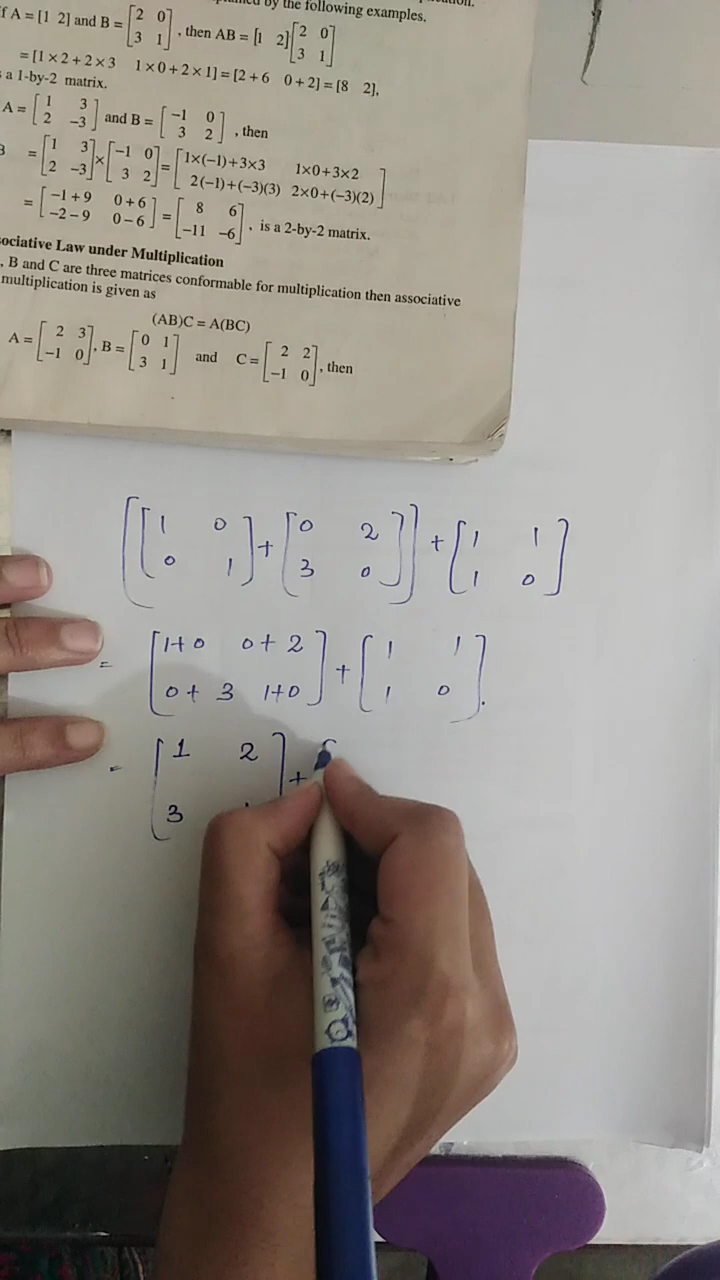 by the following examples.
f A = [1 2] and B = [2 0; 3 1], then AB = [1 2][2 0; 3 1]
= [1 × 2 + 2 × 3 1 × 0 + 2 × 1] = [2 + 6 0 + 2] = [8 2],
a 1-by-2 matrix.
A = [1 3; 2 −3] and B = [−1 0; 3 2], then
= [1 3; 2 −3] × [−1 0; 3 2] = [1×(−1)+3×3 1×0+3×2; 2(−1)+(−3)(3) 2×0+(−3)(2)]
= [−1 + 9 0 + 6; −2 − 9 0 − 6] = [8 6; −11 −6], is a 2-by-2 matrix.
ociative Law under Multiplication
, B and C are three matrices conformable for multiplication then associative
multiplication is given as
(AB)C = A(BC)
A = [2 3; −1 0], B = [0 1; 3 1] and C = [2 2; −1 0], then
[[1 0; 0 1] + [0 2; 3 0]] + [1 1; 1 0]
= [1+0 0+2; 0+3 1+0] + [1 1; 1 0].
= [1 2; 3
] +